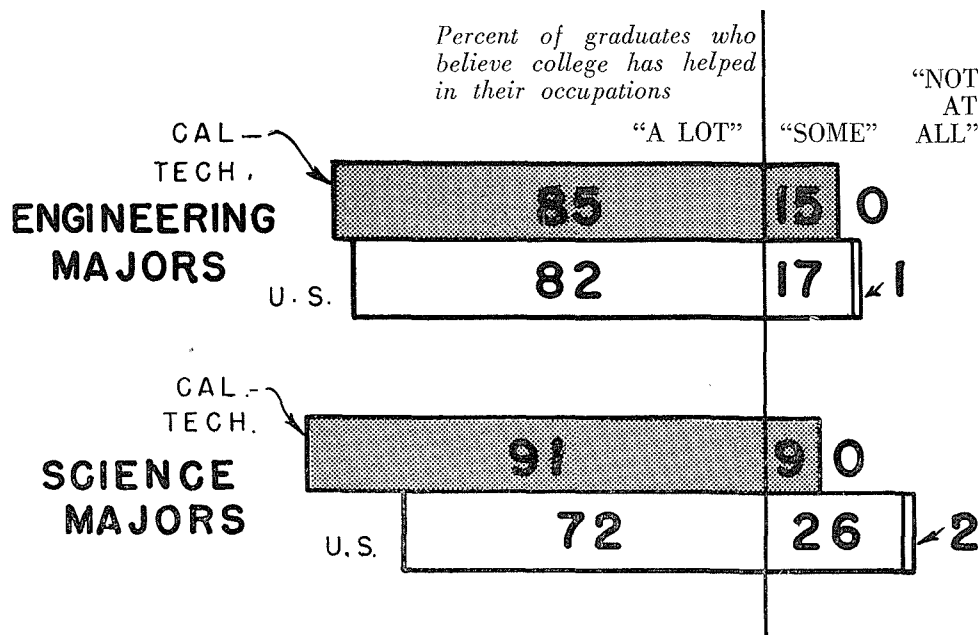 Percent of graduates who
believe college has helped
in their occupations
"A LOT"
"SOME"
"NOT
AT
ALL"
CAL-
TECH.
ENGINEERING
MAJORS
85
15
0
U.S.
82
17
1
CAL.-
TECH.
SCIENCE
MAJORS
91
9
0
U.S.
72
26
2